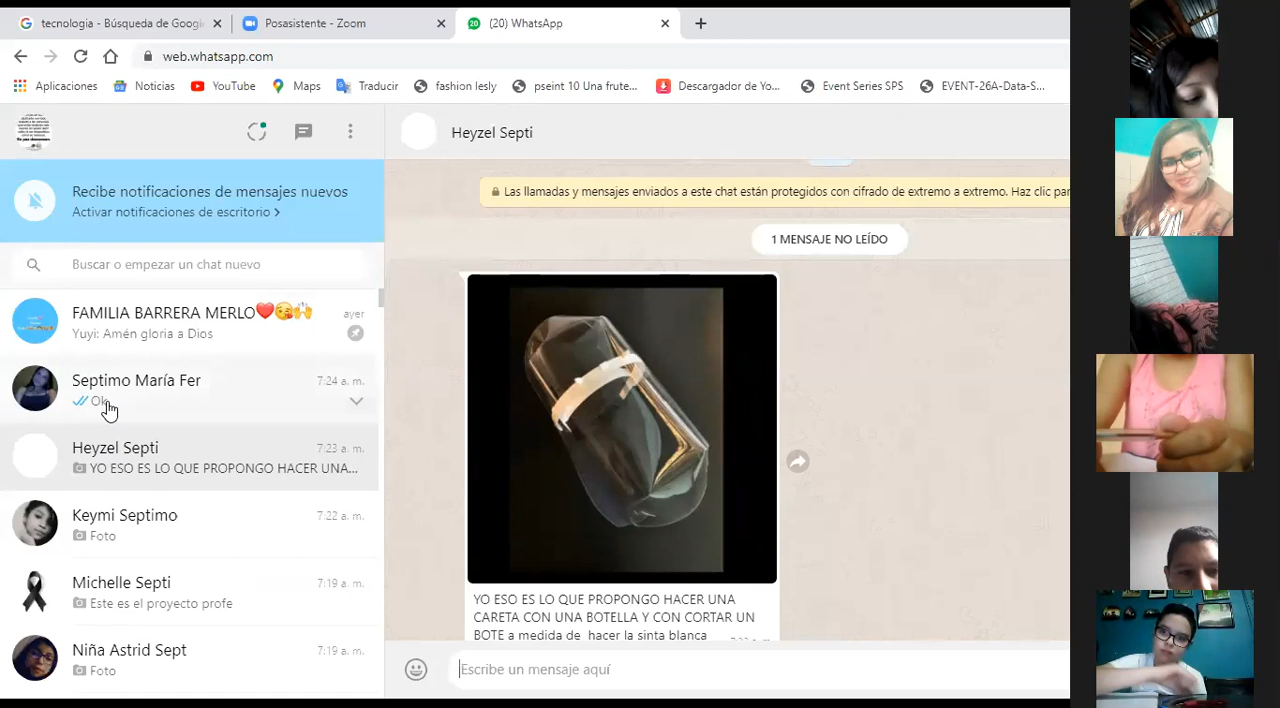 tecnologia - Búsqueda de Googl
Posasistente - Zoom
(20) WhatsApp
web.whatsapp.com
Aplicaciones
Noticias
YouTube
Maps
Traducir
fashion lesly
pseint 10 Una frute...
Descargador de Yo...
Event Series SPS
EVENT-26A-Data-S...
Heyzel Septi
Recibe notificaciones de mensajes nuevos
Activar notificaciones de escritorio >
Las llamadas y mensajes enviados a este chat están protegidos con cifrado de extremo a extremo. Haz clic par
1 MENSAJE NO LEÍDO
Buscar o empezar un chat nuevo
FAMILIA BARRERA MERLO❤️😘🙌
ayer
Yuyi: Amén gloria a Dios
Septimo María Fer
7:24 a. m.
Ok
Heyzel Septi
7:23 a. m.
YO ESO ES LO QUE PROPONGO HACER UNA...
Keymi Septimo
7:22 a. m.
Foto
Michelle Septi
7:19 a. m.
Este es el proyecto profe
Niña Astrid Sept
7:19 a. m.
Foto
YO ESO ES LO QUE PROPONGO HACER UNA
CARETA CON UNA BOTELLA Y CON CORTAR UN
BOTE a medida de hacer la sinta blanca
Escribe un mensaje aquí